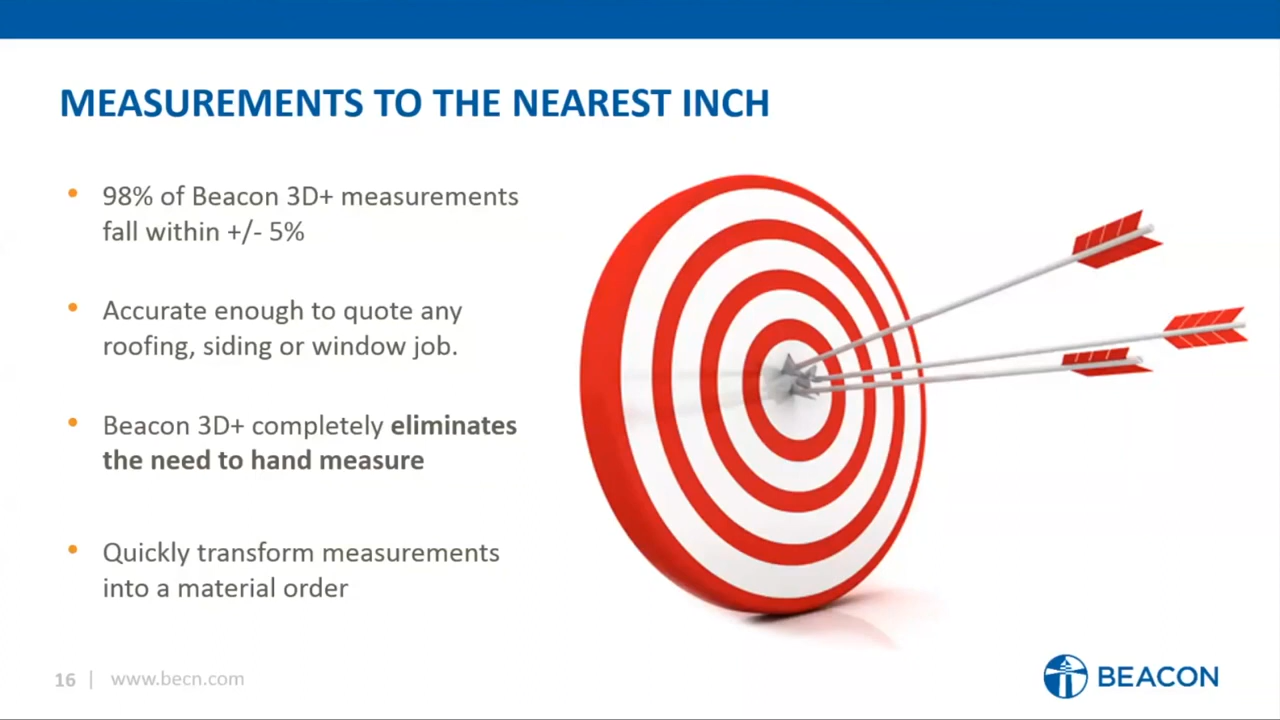 MEASUREMENTS TO THE NEAREST INCH
• 98% of Beacon 3D+ measurements
fall within +/- 5%
• Accurate enough to quote any
roofing, siding or window job.
• Beacon 3D+ completely eliminates
the need to hand measure
• Quickly transform measurements
into a material order
16 | www.becn.com
BEACON